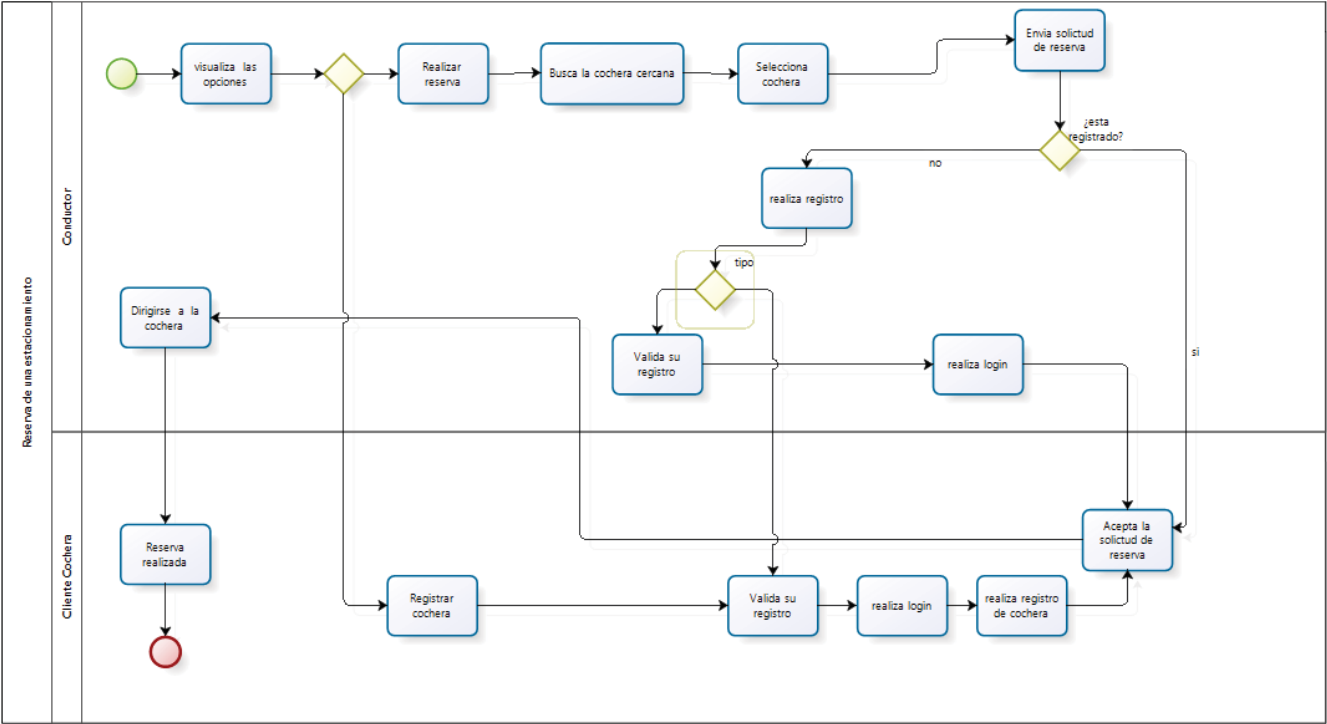 Reserva de una estacionamiento
Conductor
visualiza las
opciones
Realizar
reserva
Busca la cochera cercana
Selecciona
cochera
Envia solictud
de reserva
¿esta
registrado?
no
si
realiza registro
tipo
Dirigirse a la
cochera
Valida su
registro
realiza login
Cliente Cochera
Reserva
realizada
Registrar
cochera
Valida su
registro
realiza login
realiza registro
de cochera
Acepta la
solictud de
reserva